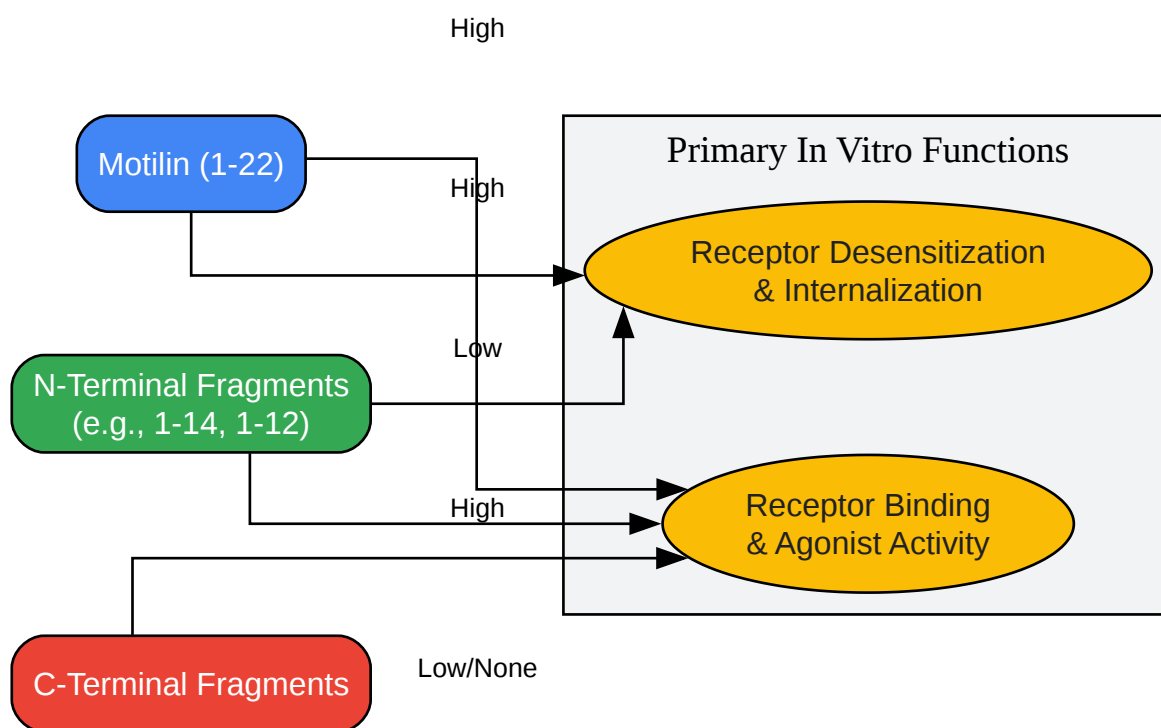 High
Motilin (1-22)
Primary In Vitro Functions
High
Receptor Desensitization
& Internalization
Low
N-Terminal Fragments
(e.g., 1-14, 1-12)
High
Receptor Binding
& Agonist Activity
Low/None
C-Terminal Fragments